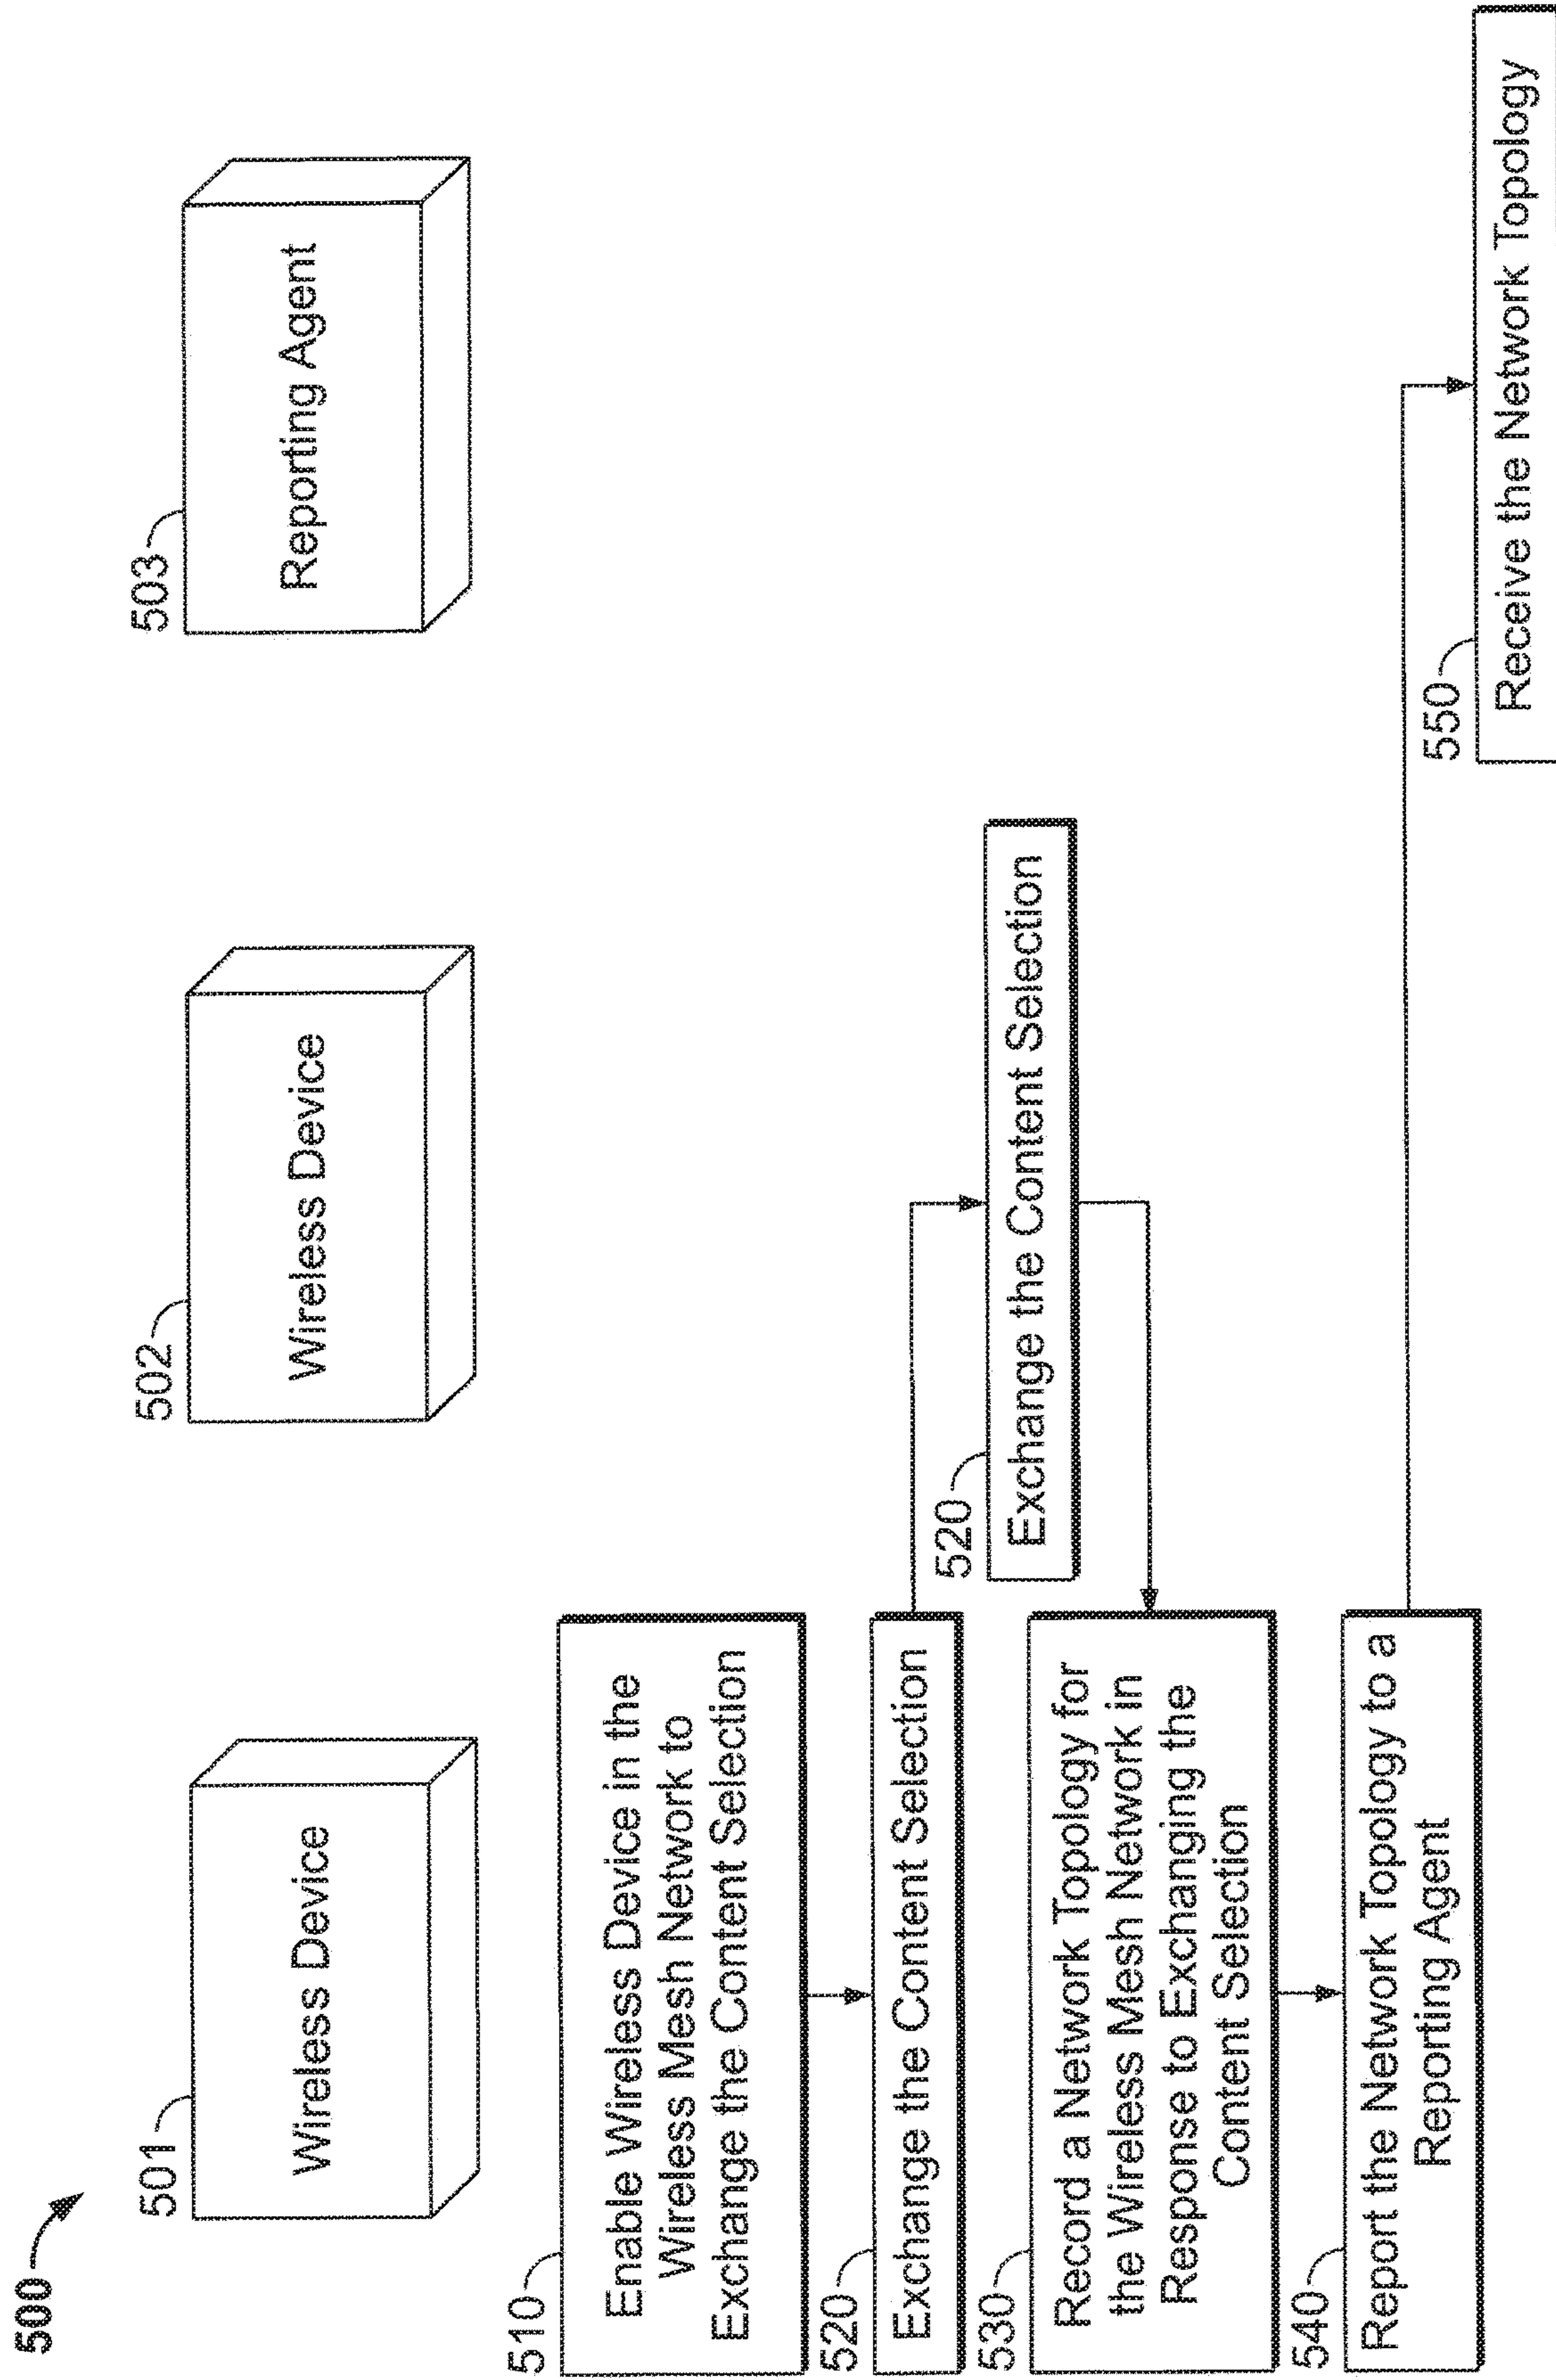 500
501
Wireless Device
502
Wireless Device
503
Reporting Agent
510
Enable Wireless Device in the
Wireless Mesh Network to
Exchange the Content Selection
520
Exchange the Content Selection
520
Exchange the Content Selection
530
Record a Network Topology for
the Wireless Mesh Network in
Response to Exchanging the
Content Selection
540
Report the Network Topology to a
Reporting Agent
550
Receive the Network Topology